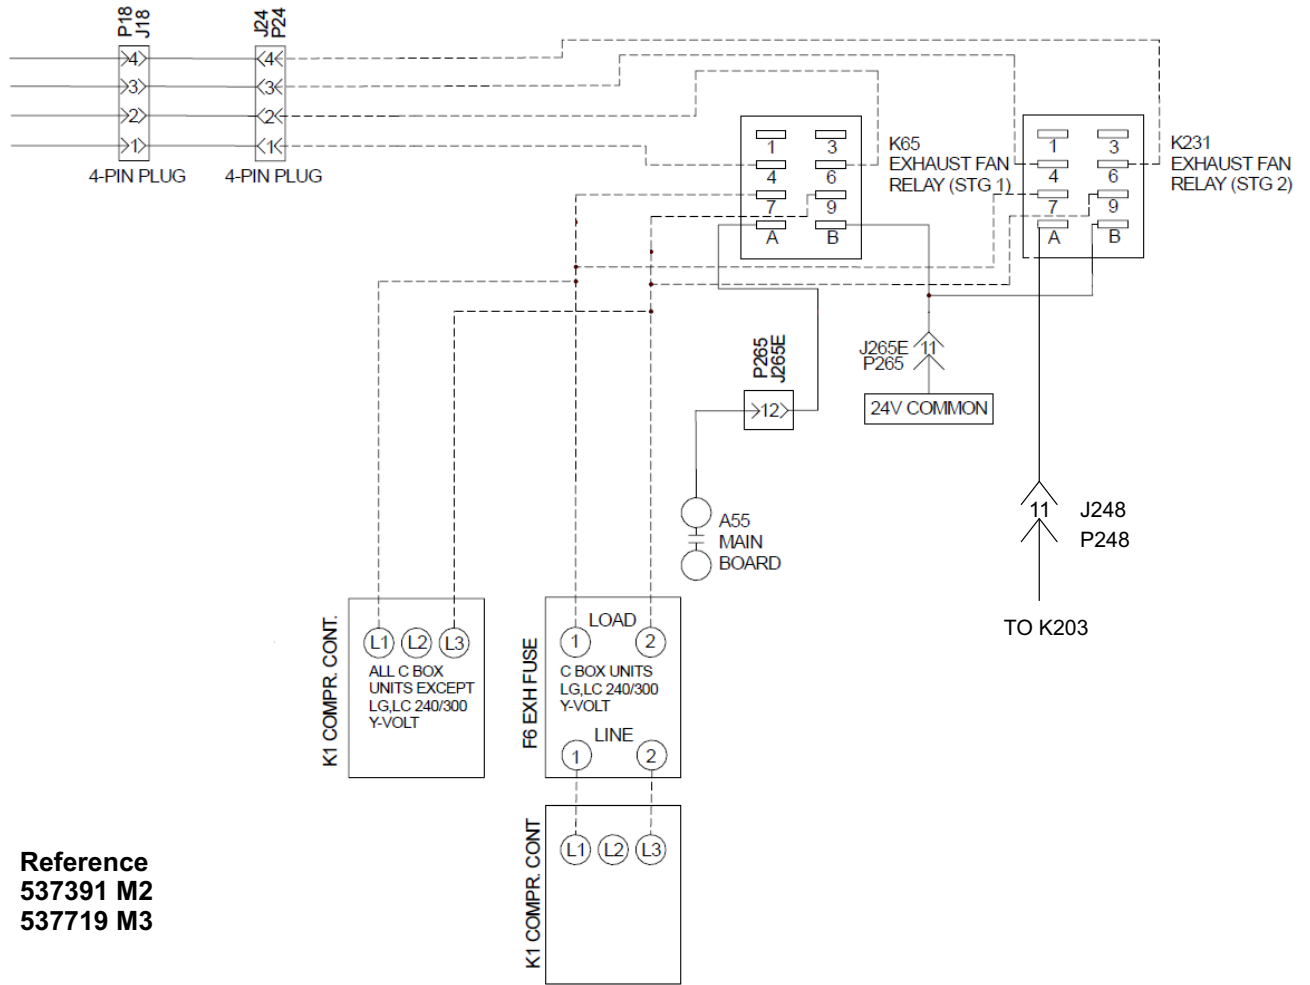 P18
J18
J24
P24
4
3
2
1
4
3
2
1
4-PIN PLUG
4-PIN PLUG
1
3
4
6
7
9
A
B
K65
EXHAUST FAN
RELAY (STG 1)
1
3
4
6
7
9
A
B
K231
EXHAUST FAN
RELAY (STG 2)
P265
J265E
12
J265E
P265
11
24V COMMON
A55
MAIN
BOARD
11
J248
P248
TO K203
K1 COMPR. CONT.
L1 L2 L3
ALL C BOX
UNITS EXCEPT
LG,LC 240/300
Y-VOLT
F6 EXH FUSE
LOAD
1
2
C BOX UNITS
LG,LC 240/300
Y-VOLT
LINE
1
2
K1 COMPR. CONT
L1 L2 L3
Reference
537391 M2
537719 M3